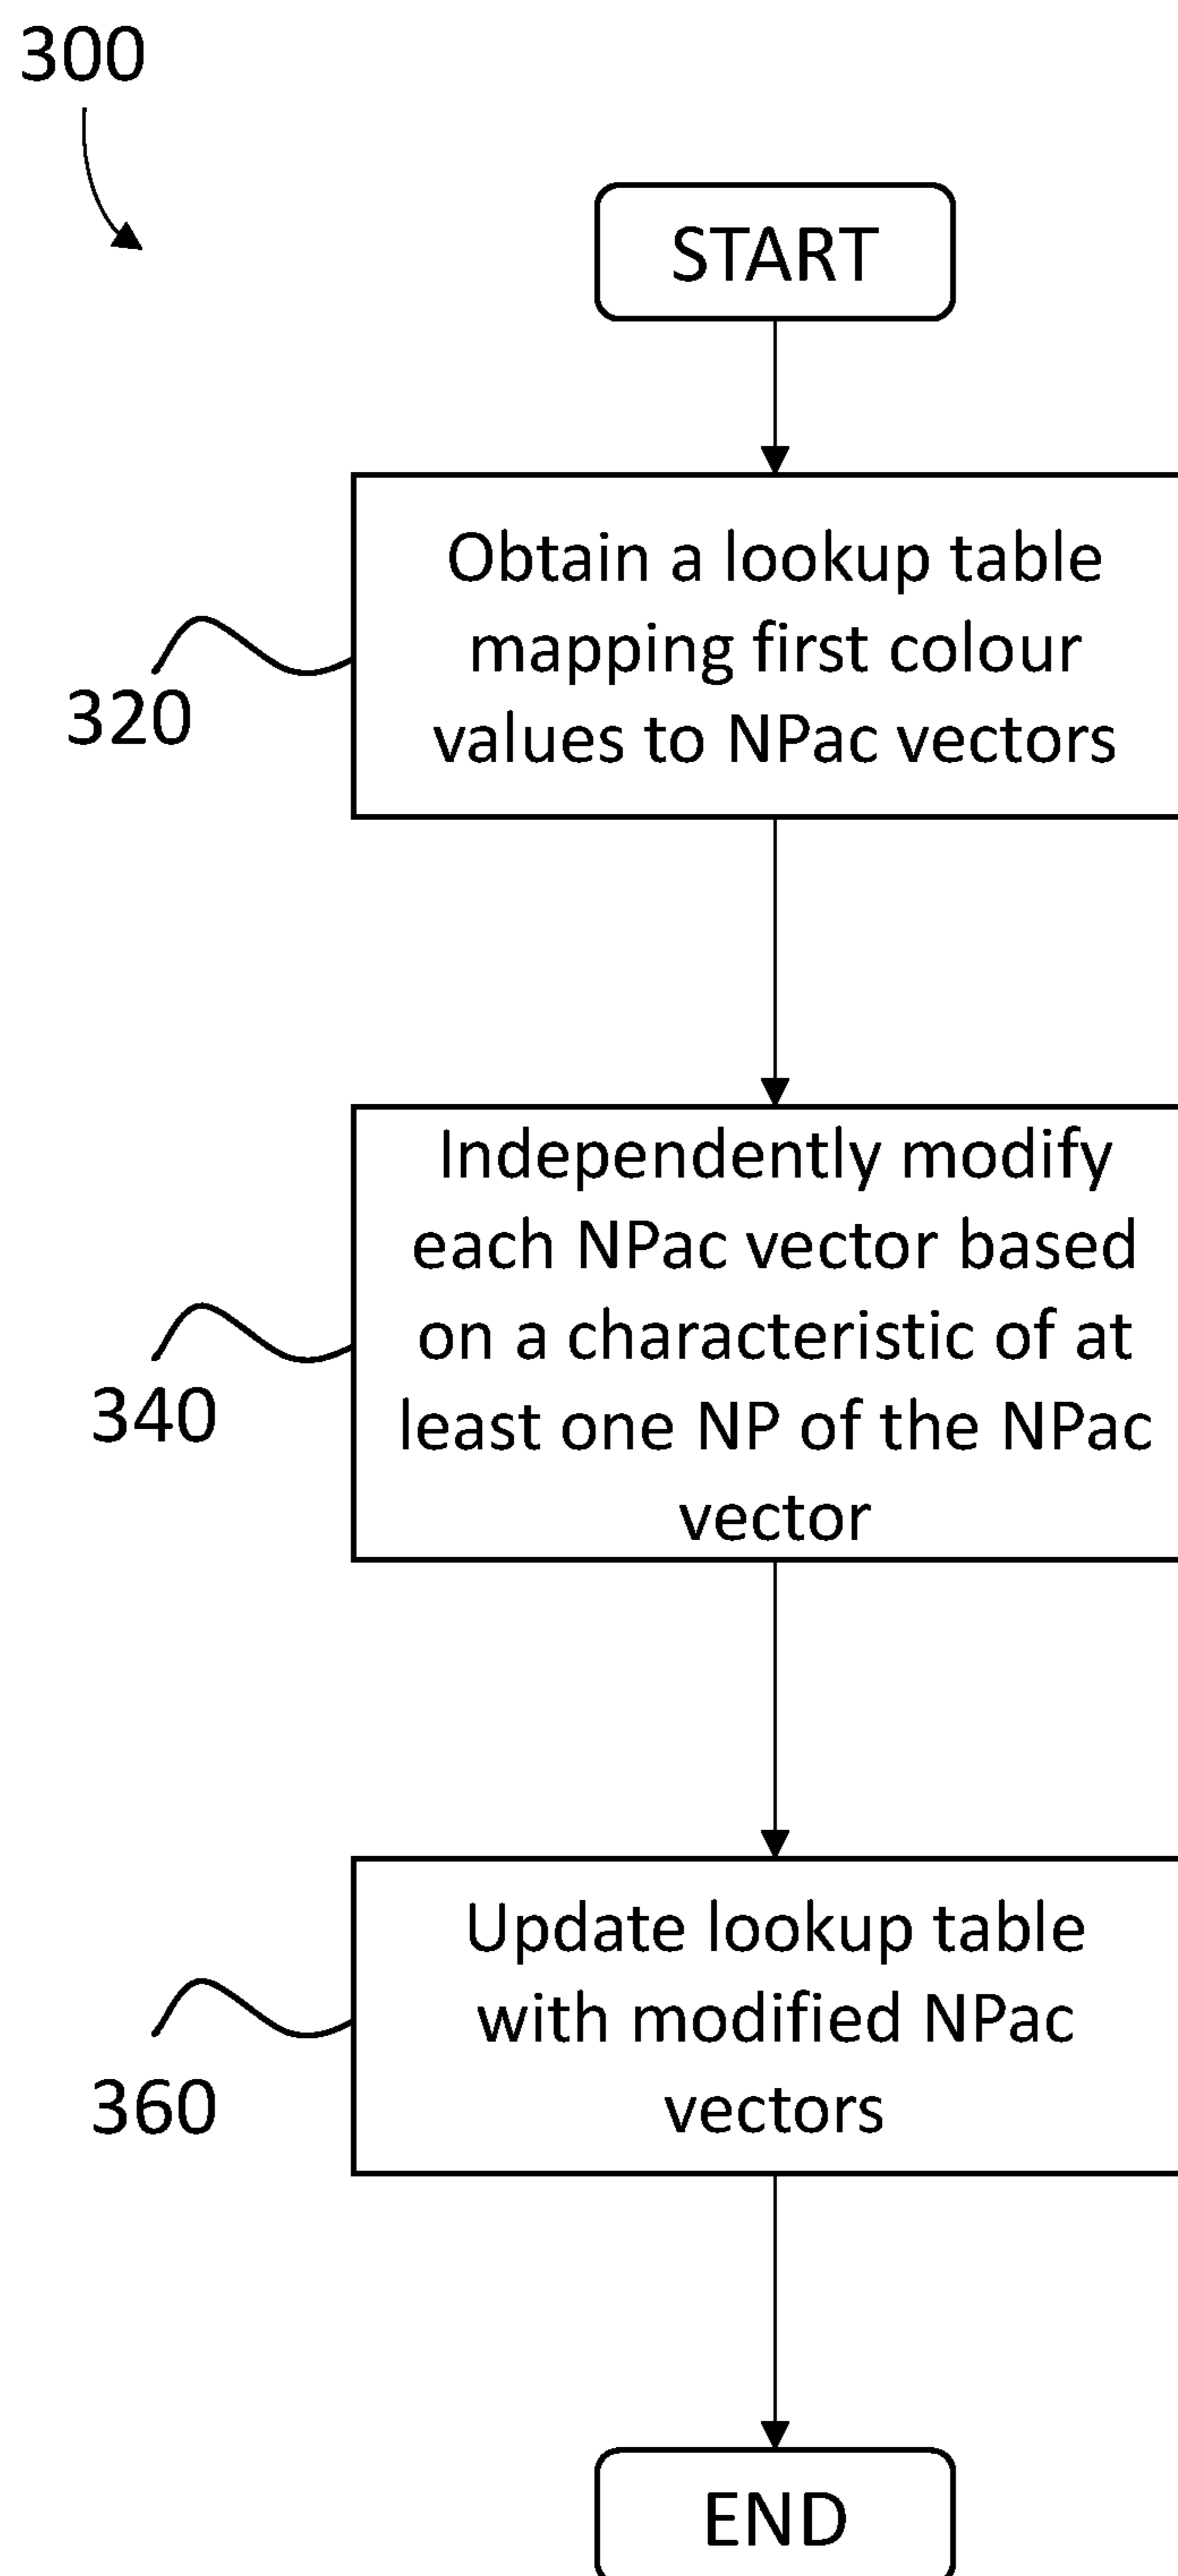 300
START
Obtain a lookup table
mapping first colour
values to NPac vectors
320
Independently modify
each NPac vector based
on a characteristic of at
least one NP of the NPac
vector
340
Update lookup table
with modified NPac
vectors
360
END